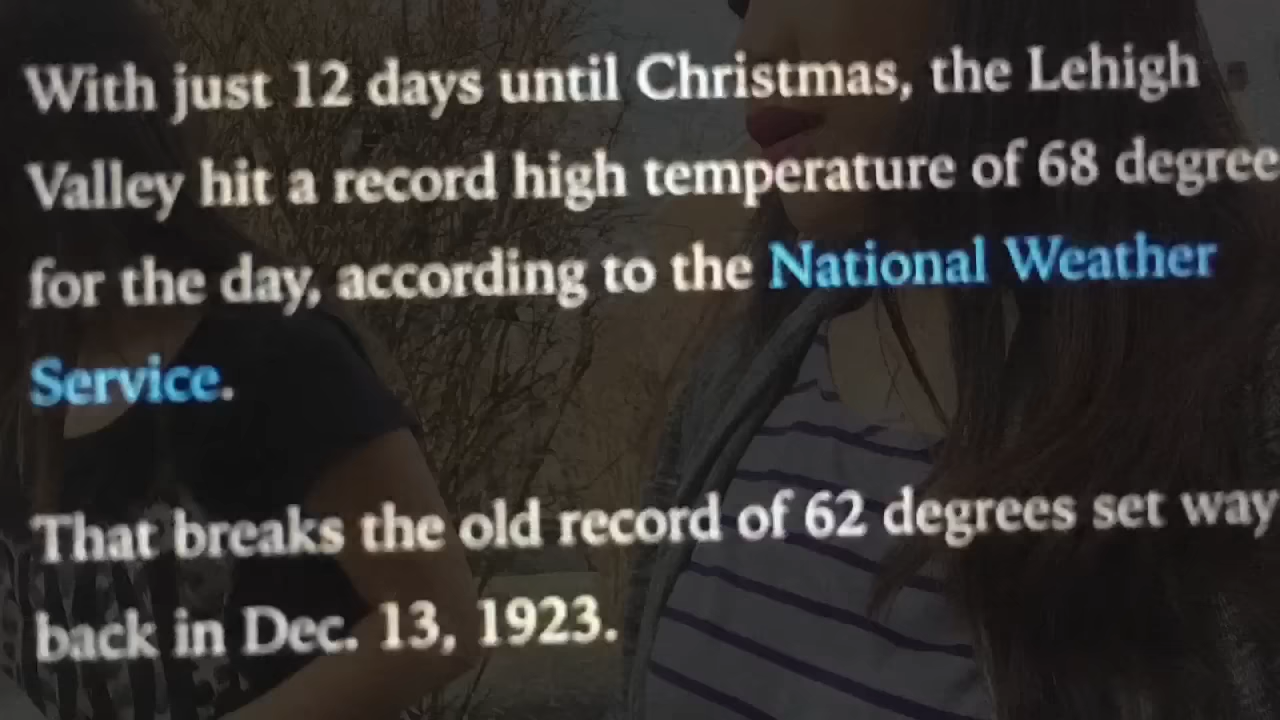 With just 12 days until Christmas, the Lehigh
Valley hit a record high temperature of 68 degree
for the day, according to the National Weather
Service.
That breaks the old record of 62 degrees set way
back in Dec. 13, 1923.